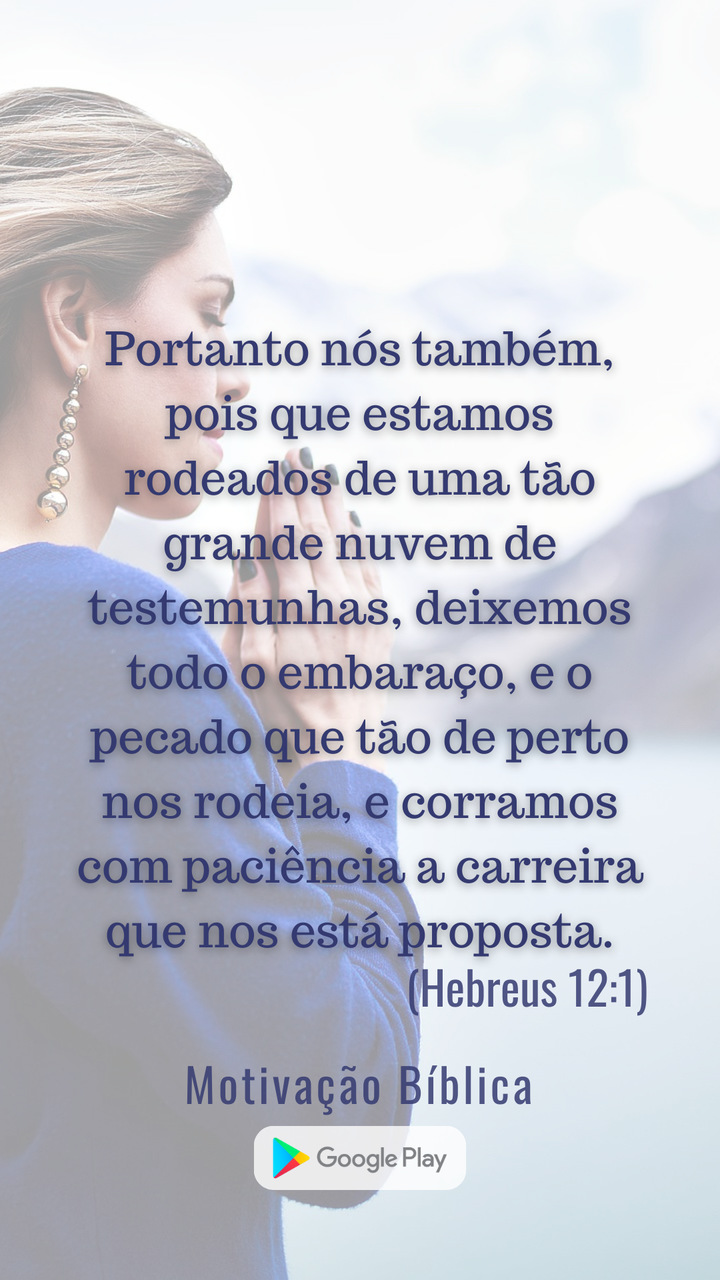 Portanto nós também,
pois que estamos
rodeados de uma tão
grande nuvem de
testemunhas, deixemos
todo o embaraço, e o
pecado que tão de perto
nos rodeia, e corramos
com paciência a carreira
que nos está proposta.
(Hebreus 12:1)
Motivação Bíblica
Google Play